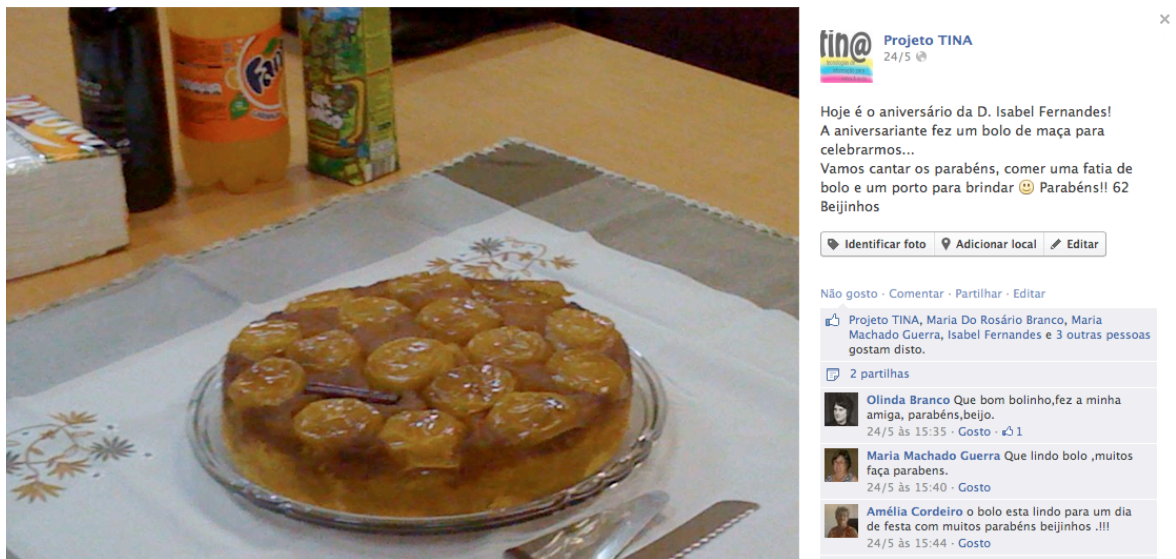 Fanta
LARANJA
tin@
Projeto TINA
24/5
Hoje é o aniversário da D. Isabel Fernandes!
A aniversariante fez um bolo de maça para
celebrarmos...
Vamos cantar os parabéns, comer uma fatia de
bolo e um porto para brindar Parabéns!! 62
Beijinhos
Identificar foto Adicionar local Editar
Não gosto · Comentar · Partilhar · Editar
Projeto TINA, Maria Do Rosário Branco, Maria
Machado Guerra, Isabel Fernandes e 3 outras pessoas
gostam disto.
2 partilhas
Olinda Branco Que bom bolinho,fez a minha
amiga, parabéns,beijo.
24/5 às 15:35 · Gosto · 1
Maria Machado Guerra Que lindo bolo ,muitos
faça parabens.
24/5 às 15:40 · Gosto
Amélia Cordeiro o bolo esta lindo para um dia
de festa com muitos parabéns beijinhos .!!!
24/5 às 15:44 · Gosto